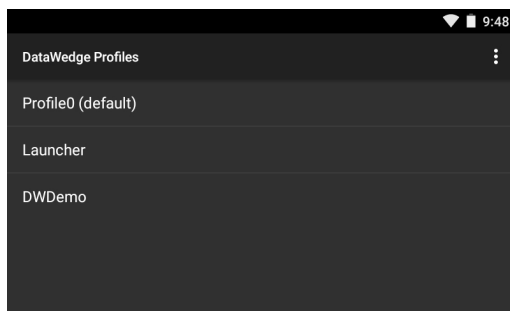 9:48
DataWedge Profiles
Profile0 (default)
Launcher
DWDemo